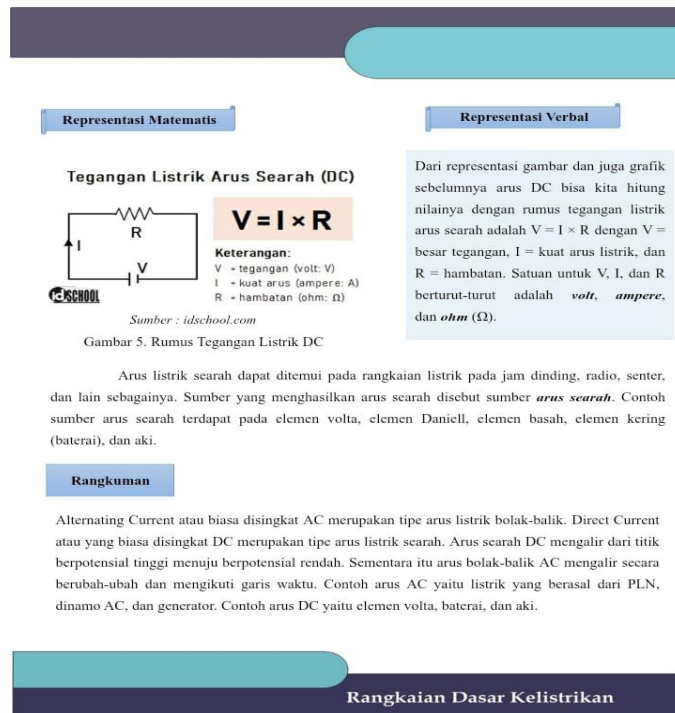 Representasi Matematis
Tegangan Listrik Arus Searah (DC)
R
I
V
V = I × R
Keterangan:
V = tegangan (volt: V)
I = kuat arus (ampere: A)
R = hambatan (ohm: Ω)
idSCHOOL
Sumber : idschool.com
Gambar 5. Rumus Tegangan Listrik DC
Representasi Verbal
Dari representasi gambar dan juga grafik
sebelumnya arus DC bisa kita hitung
nilainya dengan rumus tegangan listrik
arus searah adalah V = I × R dengan V =
besar tegangan, I = kuat arus listrik, dan
R = hambatan. Satuan untuk V, I, dan R
berturut-turut adalah volt, ampere,
dan ohm (Ω).
Arus listrik searah dapat ditemui pada rangkaian listrik pada jam dinding, radio, senter,
dan lain sebagainya. Sumber yang menghasilkan arus searah disebut sumber arus searah. Contoh
sumber arus searah terdapat pada elemen volta, elemen Daniell, elemen basah, elemen kering
(baterai), dan aki.
Rangkuman
Alternating Current atau biasa disingkat AC merupakan tipe arus listrik bolak-balik. Direct Current
atau yang biasa disingkat DC merupakan tipe arus listrik searah. Arus searah DC mengalir dari titik
berpotensial tinggi menuju berpotensial rendah. Sementara itu arus bolak-balik AC mengalir secara
berubah-ubah dan mengikuti garis waktu. Contoh arus AC yaitu listrik yang berasal dari PLN,
dinamo AC, dan generator. Contoh arus DC yaitu elemen volta, baterai, dan aki.
Rangkaian Dasar Kelistrikan